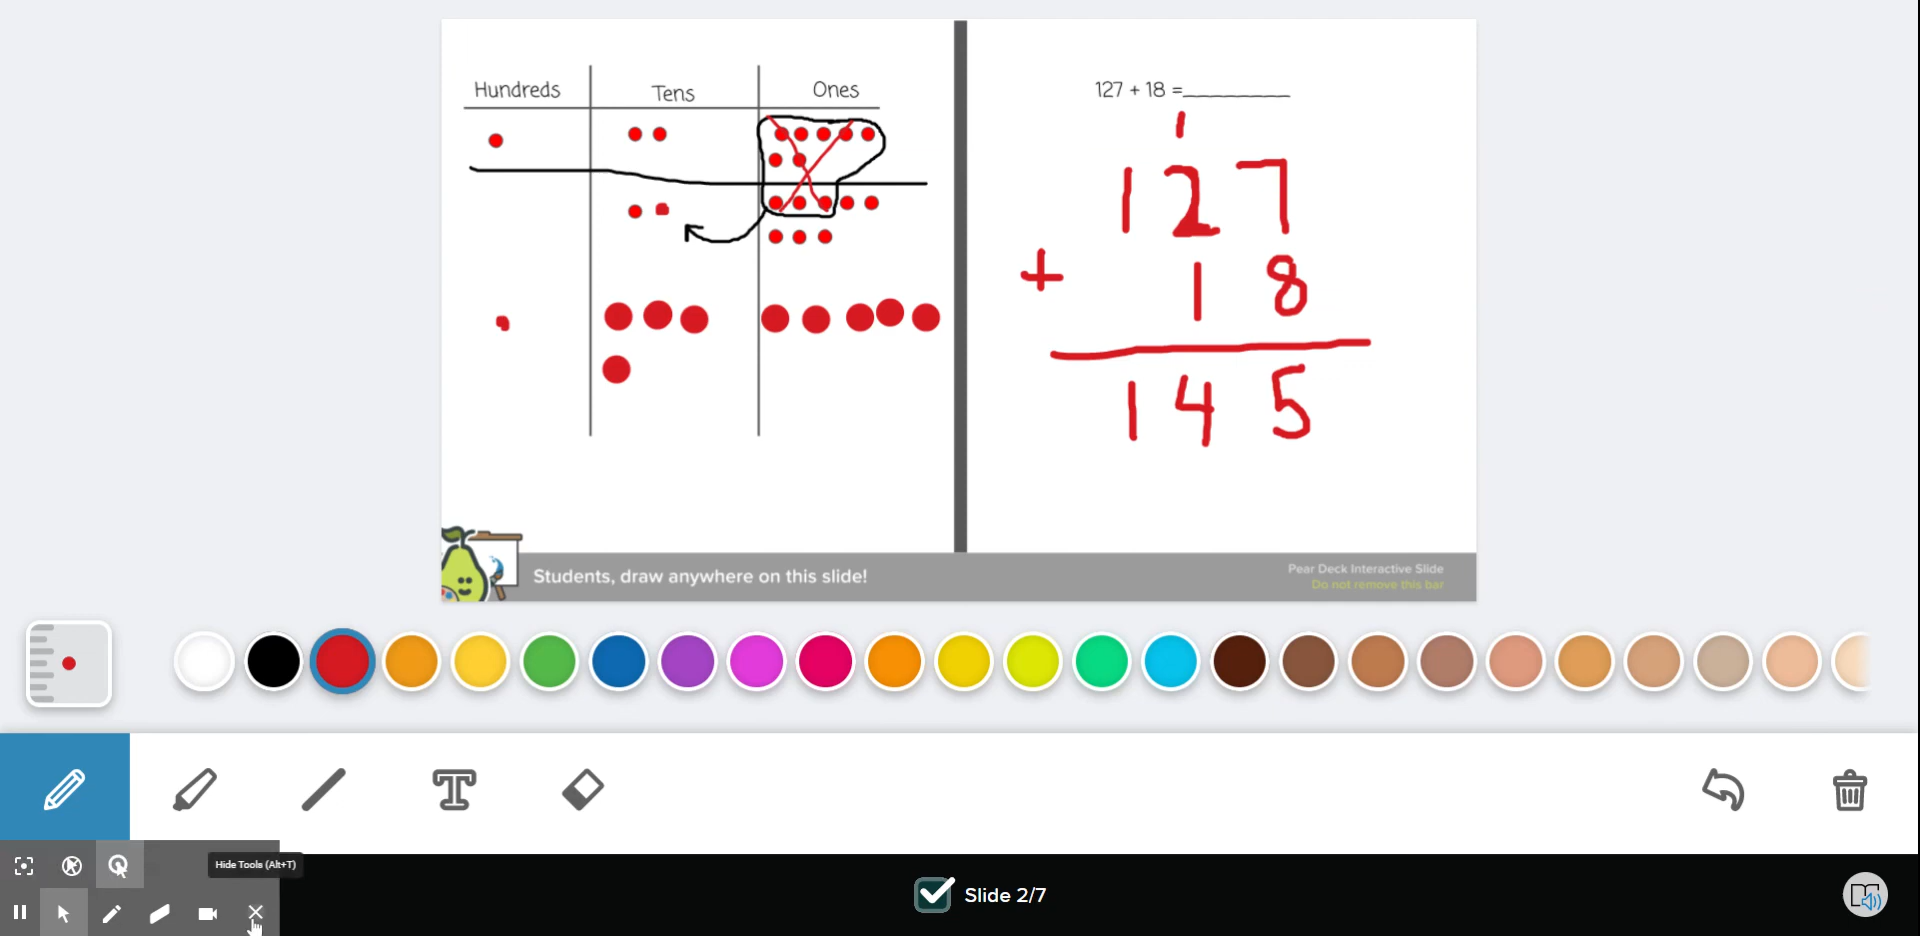 Hundreds Tens Ones
127 + 18 =_________
1
127
+ 18
145
Students, draw anywhere on this slide!
Pear Deck Interactive Slide
Do not remove this bar
T
Hide Tools (Alt+T)
Slide 2/7